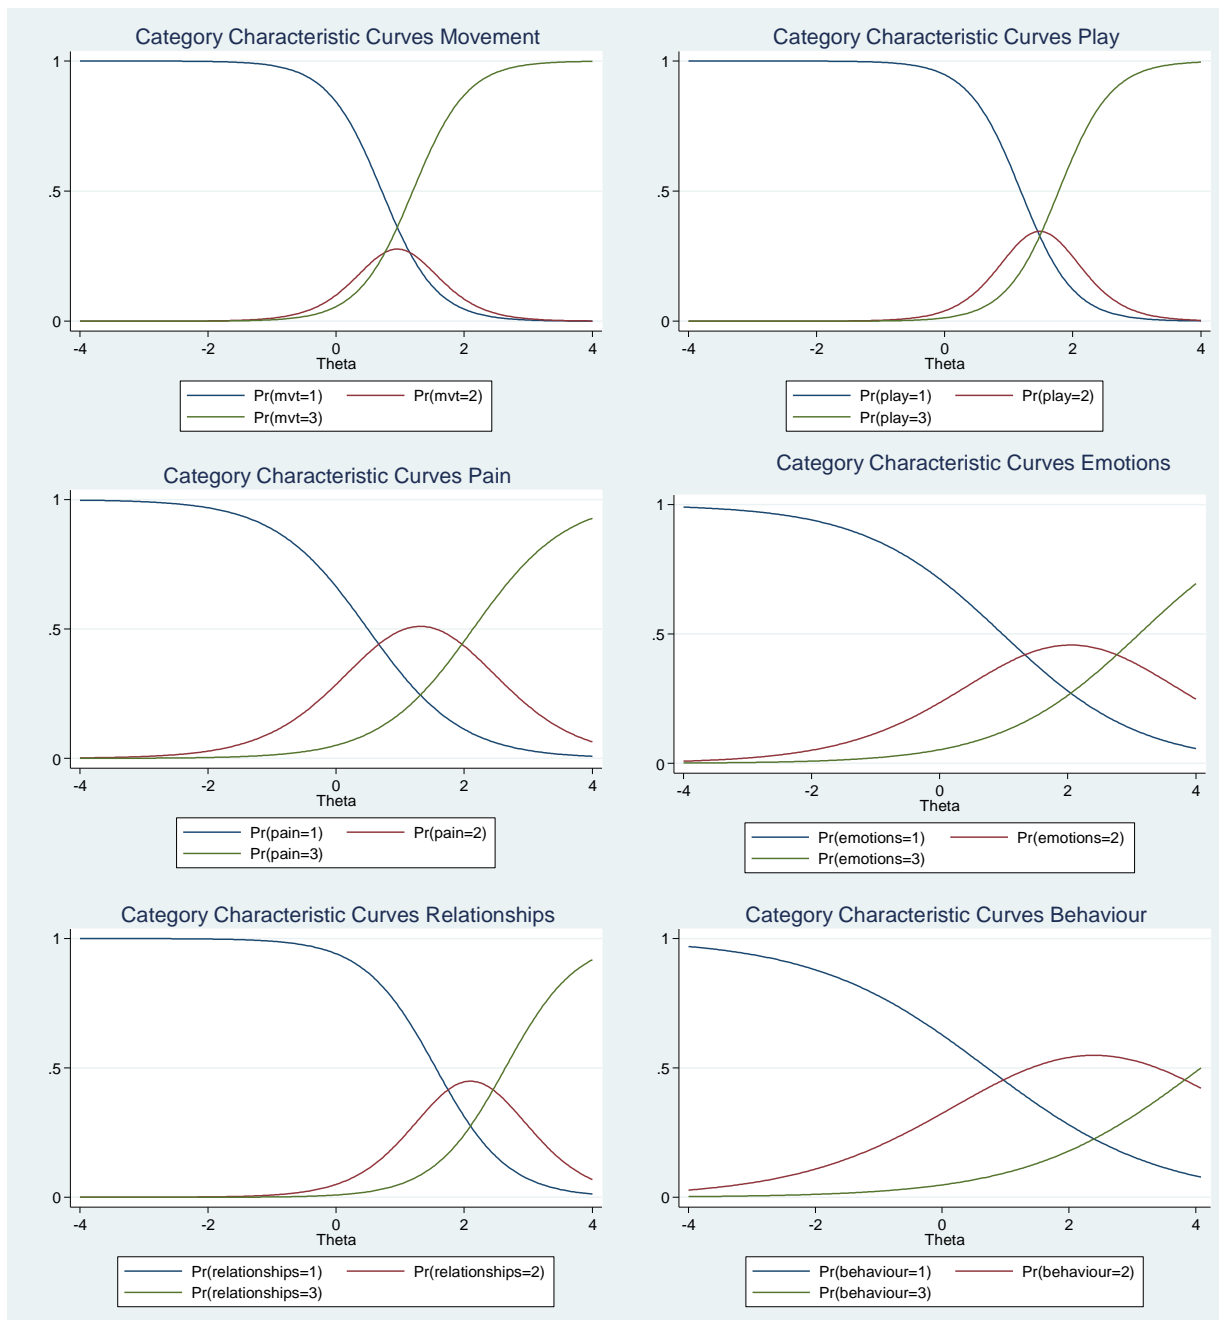 Category Characteristic Curves Movement
1
.5
0
-4 -2 0 2 4
Theta
Pr(mvt=1) Pr(mvt=2)
Pr(mvt=3)
Category Characteristic Curves Play
1
.5
0
-4 -2 0 2 4
Theta
Pr(play=1) Pr(play=2)
Pr(play=3)
Category Characteristic Curves Pain
1
.5
0
-4 -2 0 2 4
Theta
Pr(pain=1) Pr(pain=2)
Pr(pain=3)
Category Characteristic Curves Emotions
1
.5
0
-4 -2 0 2 4
Theta
Pr(emotions=1) Pr(emotions=2)
Pr(emotions=3)
Category Characteristic Curves Relationships
1
.5
0
-4 -2 0 2 4
Theta
Pr(relationships=1) Pr(relationships=2)
Pr(relationships=3)
Category Characteristic Curves Behaviour
1
.5
0
-4 -2 0 2 4
Theta
Pr(behaviour=1) Pr(behaviour=2)
Pr(behaviour=3)